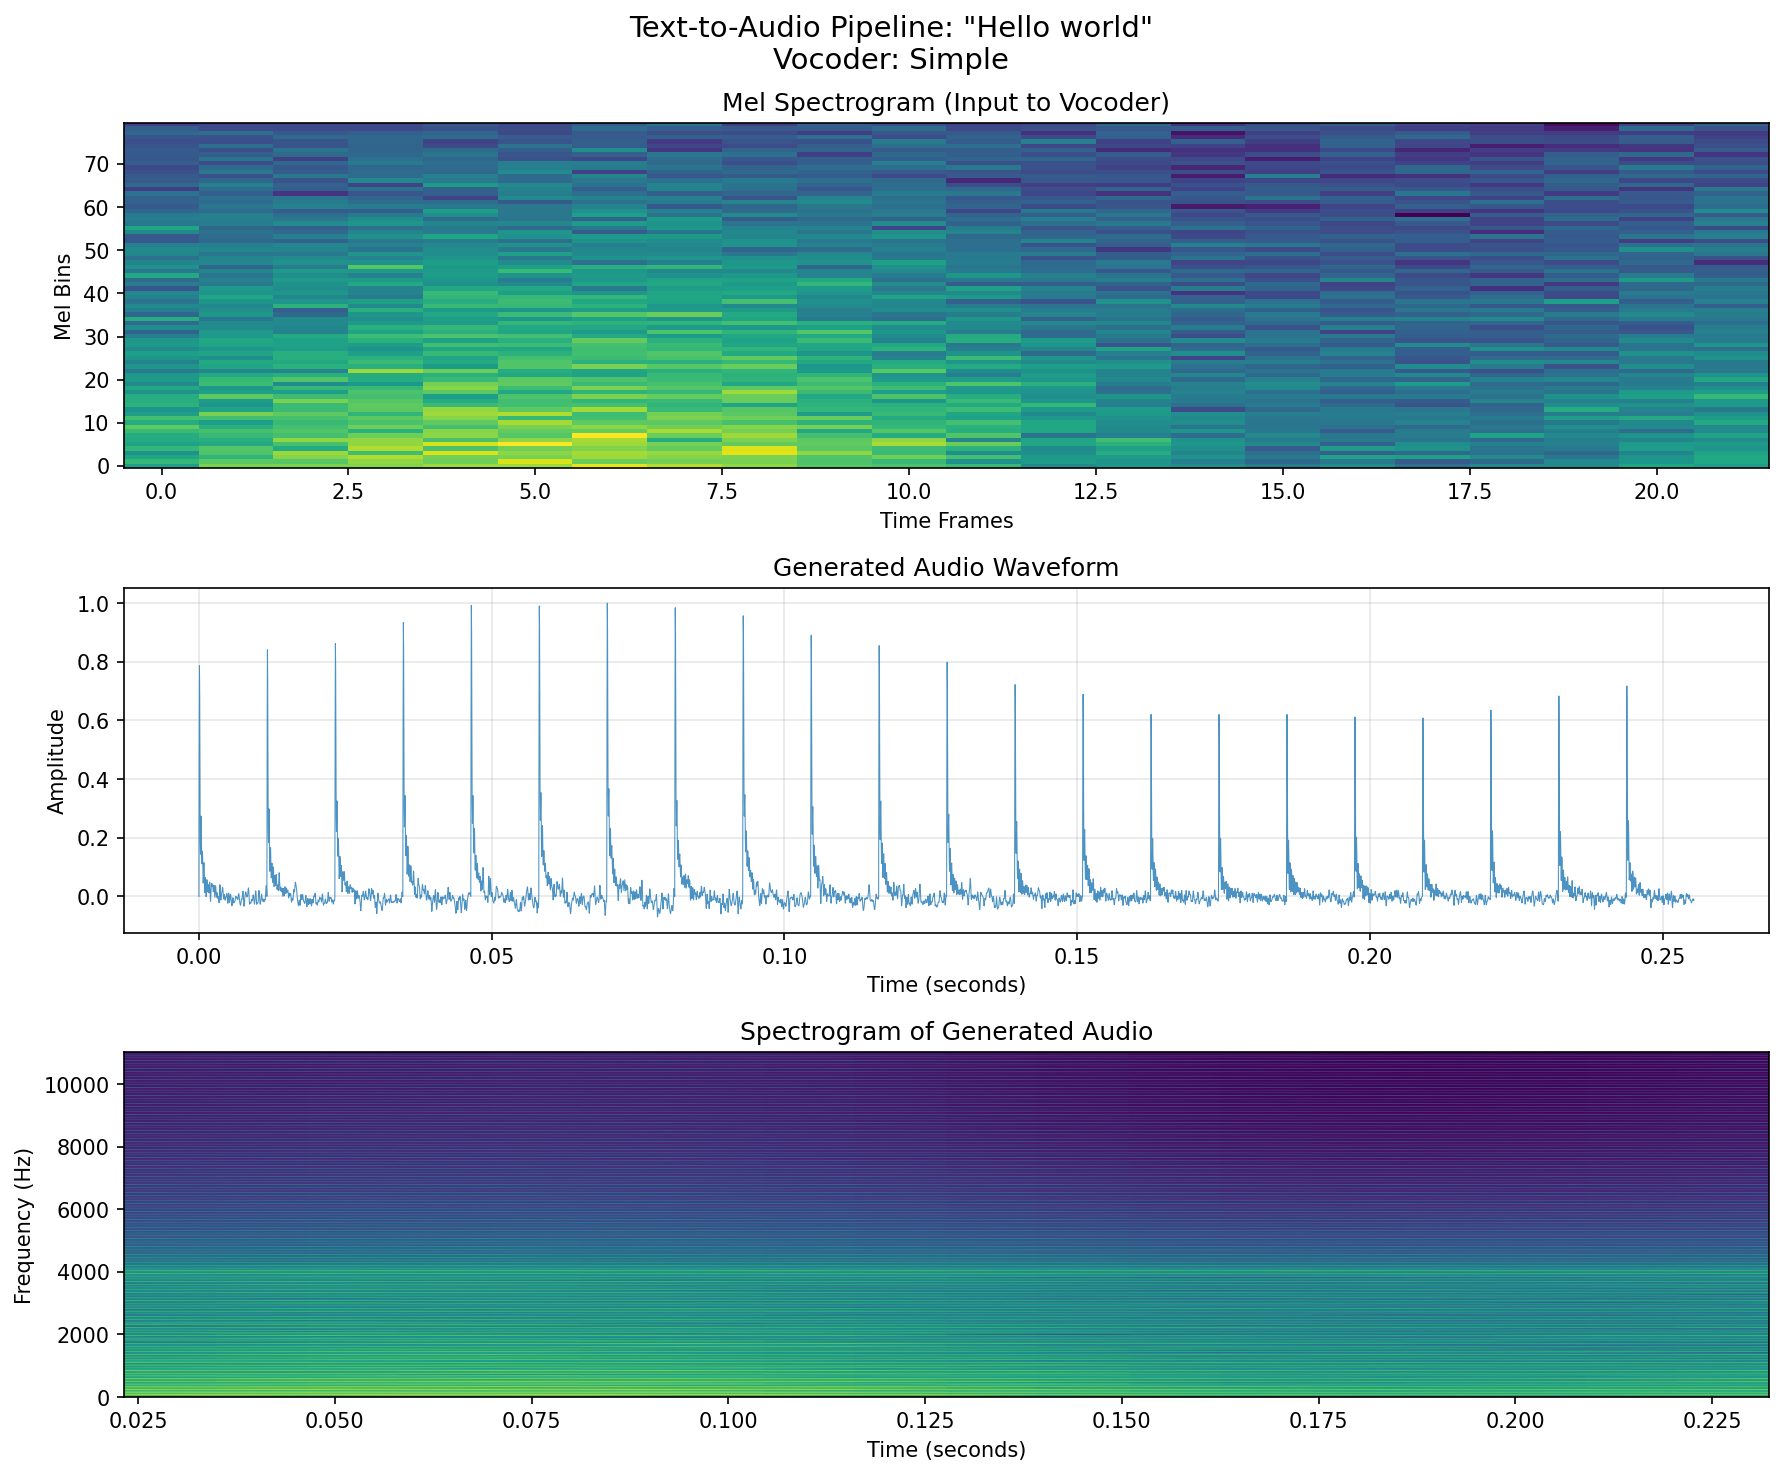 Text-to-Audio Pipeline: "Hello world"
Vocoder: Simple
Mel Spectrogram (Input to Vocoder)
Mel Bins
70
60
50
40
30
20
10
0
0.0 2.5 5.0 7.5 10.0 12.5 15.0 17.5 20.0
Time Frames
Generated Audio Waveform
Amplitude
1.0
0.8
0.6
0.4
0.2
0.0
0.00 0.05 0.10 0.15 0.20 0.25
Time (seconds)
Spectrogram of Generated Audio
Frequency (Hz)
10000
8000
6000
4000
2000
0
0.025 0.050 0.075 0.100 0.125 0.150 0.175 0.200 0.225
Time (seconds)